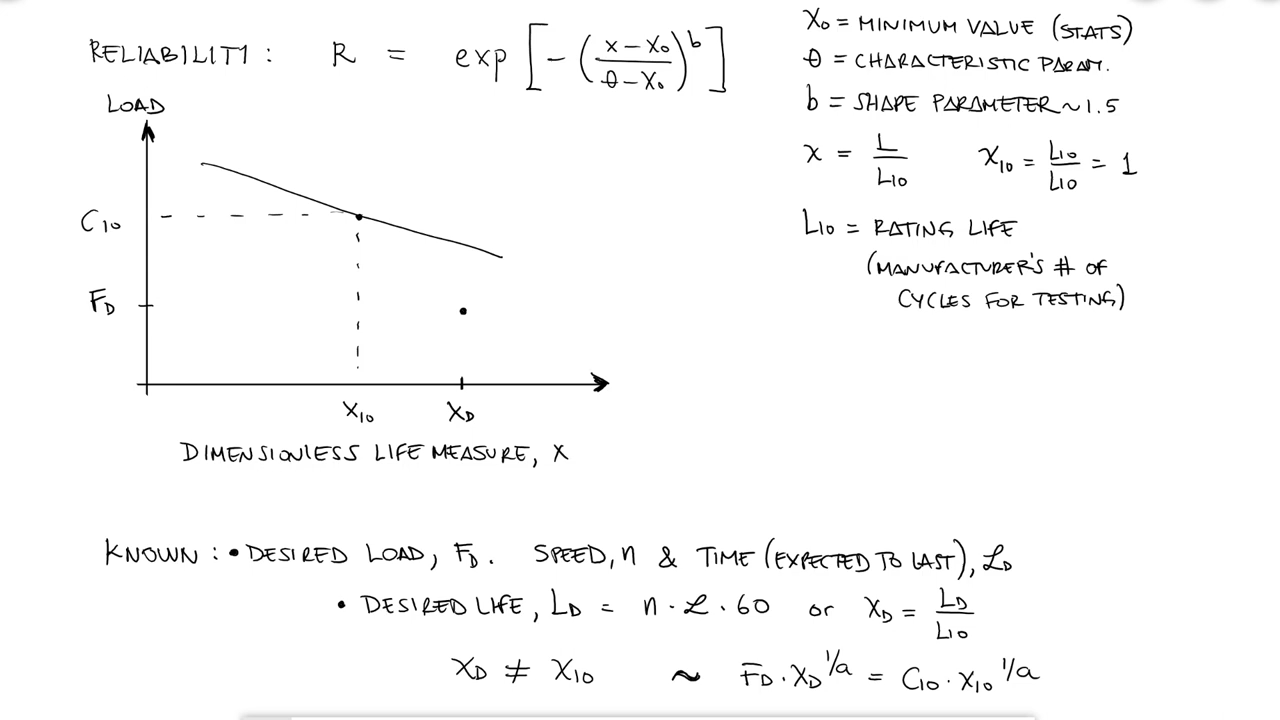 RELIABILITY : R = exp [ - ( (x - x₀) / (θ - x₀) )^b ]
x₀ = MINIMUM VALUE (STATS)
θ = CHARACTERISTIC PARAM.
b = SHAPE PARAMETER ~ 1.5
x = L / L₁₀    x₁₀ = L₁₀ / L₁₀ = 1
L₁₀ = RATING LIFE
(MANUFACTURER'S # OF
CYCLES FOR TESTING)
LOAD
C₁₀
F_D
x₁₀    x_D
DIMENSIONLESS LIFE MEASURE, x
KNOWN : • DESIRED LOAD, F_D. SPEED, n & TIME (EXPECTED TO LAST), ℒ_D
• DESIRED LIFE, L_D = n · ℒ · 60 or x_D = L_D / L₁₀
x_D ≠ x₁₀ ~ F_D · x_D^1/a = C₁₀ · x₁₀^1/a